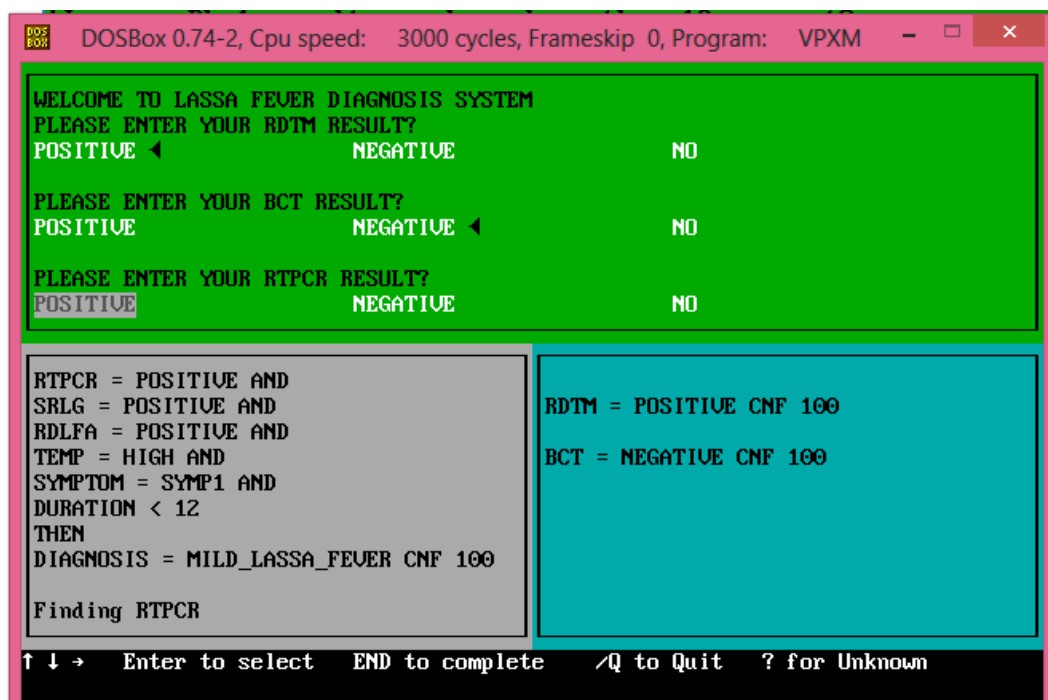 DOS
BOX
DOSBox 0.74-2, Cpu speed: 3000 cycles, Frameskip 0, Program: VPXM
WELCOME TO LASSA FEVER DIAGNOSIS SYSTEM
PLEASE ENTER YOUR RDTM RESULT?
POSITIVE ◄ NEGATIVE NO
PLEASE ENTER YOUR BCT RESULT?
POSITIVE NEGATIVE ◄ NO
PLEASE ENTER YOUR RTPCR RESULT?
POSITIVE NEGATIVE NO
RTPCR = POSITIVE AND
SRLG = POSITIVE AND
RDLFA = POSITIVE AND
TEMP = HIGH AND
SYMPTOM = SYMP1 AND
DURATION < 12
THEN
DIAGNOSIS = MILD_LASSA_FEVER CNF 100
Finding RTPCR
RDTM = POSITIVE CNF 100
BCT = NEGATIVE CNF 100
↑ ↓ → Enter to select END to complete /Q to Quit ? for Unknown